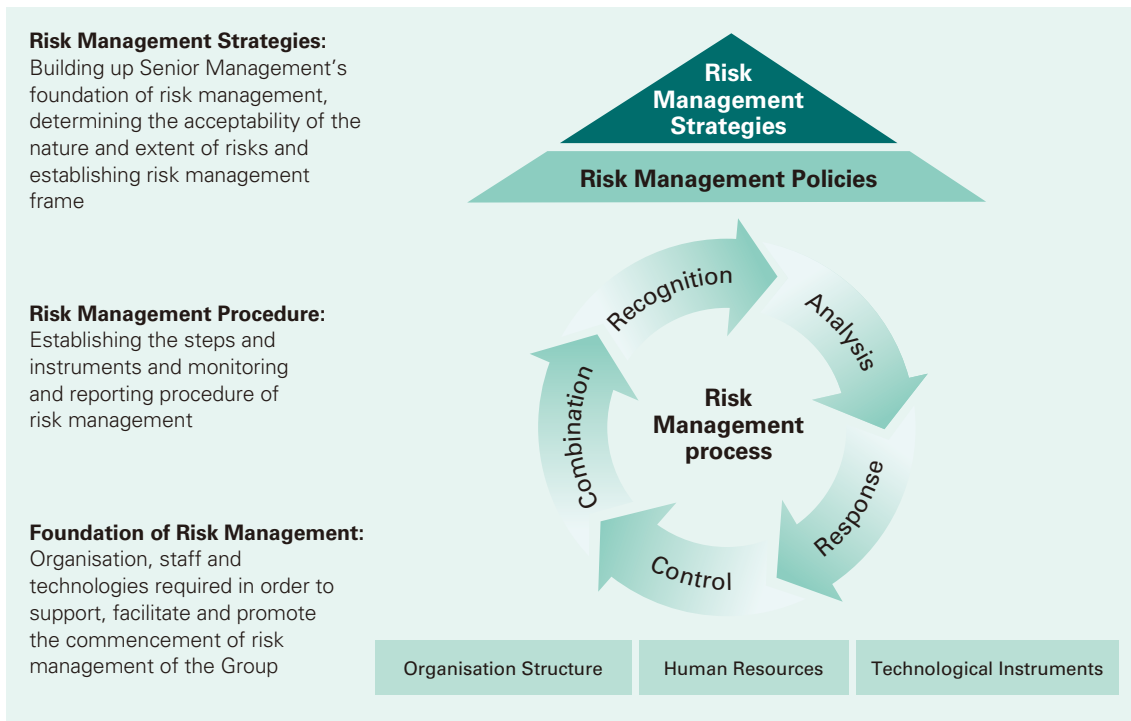 Risk Management Strategies:
Building up Senior Management’s
foundation of risk management,
determining the acceptability of the
nature and extent of risks and
establishing risk management
frame
Risk
Management
Strategies
Risk Management Policies
Risk Management Procedure:
Establishing the steps and
instruments and monitoring
and reporting procedure of
risk management
Recognition
Analysis
Response
Control
Combination
Risk
Management
process
Foundation of Risk Management:
Organisation, staff and
technologies required in order to
support, facilitate and promote
the commencement of risk
management of the Group
Organisation Structure
Human Resources
Technological Instruments